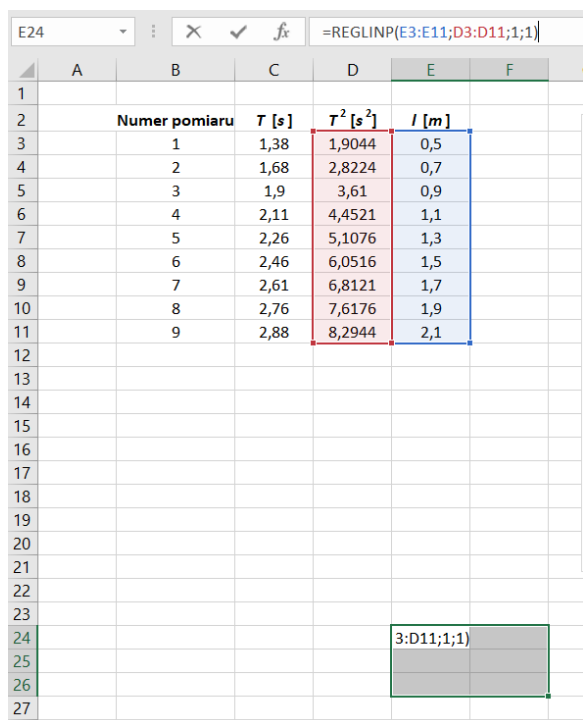 E24 fx =REGLINP(E3:E11;D3:D11;1;1)
A B C D E F
1
2 Numer pomiaru T [s] T² [s²] l [m]
3 1 1,38 1,9044 0,5
4 2 1,68 2,8224 0,7
5 3 1,9 3,61 0,9
6 4 2,11 4,4521 1,1
7 5 2,26 5,1076 1,3
8 6 2,46 6,0516 1,5
9 7 2,61 6,8121 1,7
10 8 2,76 7,6176 1,9
11 9 2,88 8,2944 2,1
12
13
14
15
16
17
18
19
20
21
22
23
24 3:D11;1;1)
25
26
27